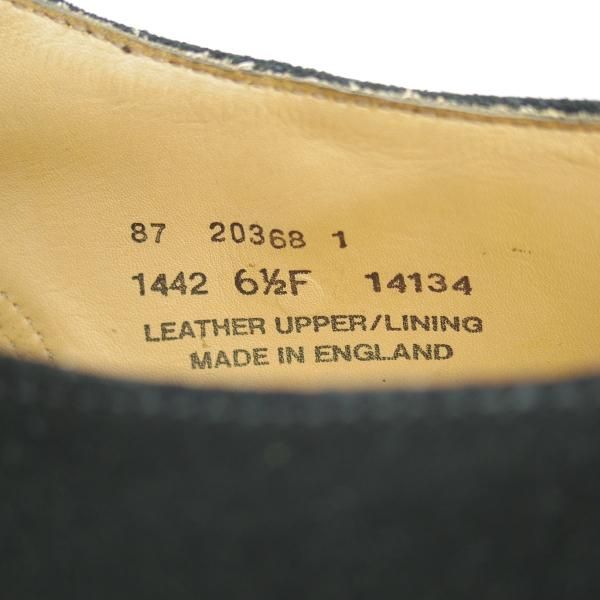 87 20368 1
1442 6½F 14134
LEATHER UPPER/LINING
MADE IN ENGLAND